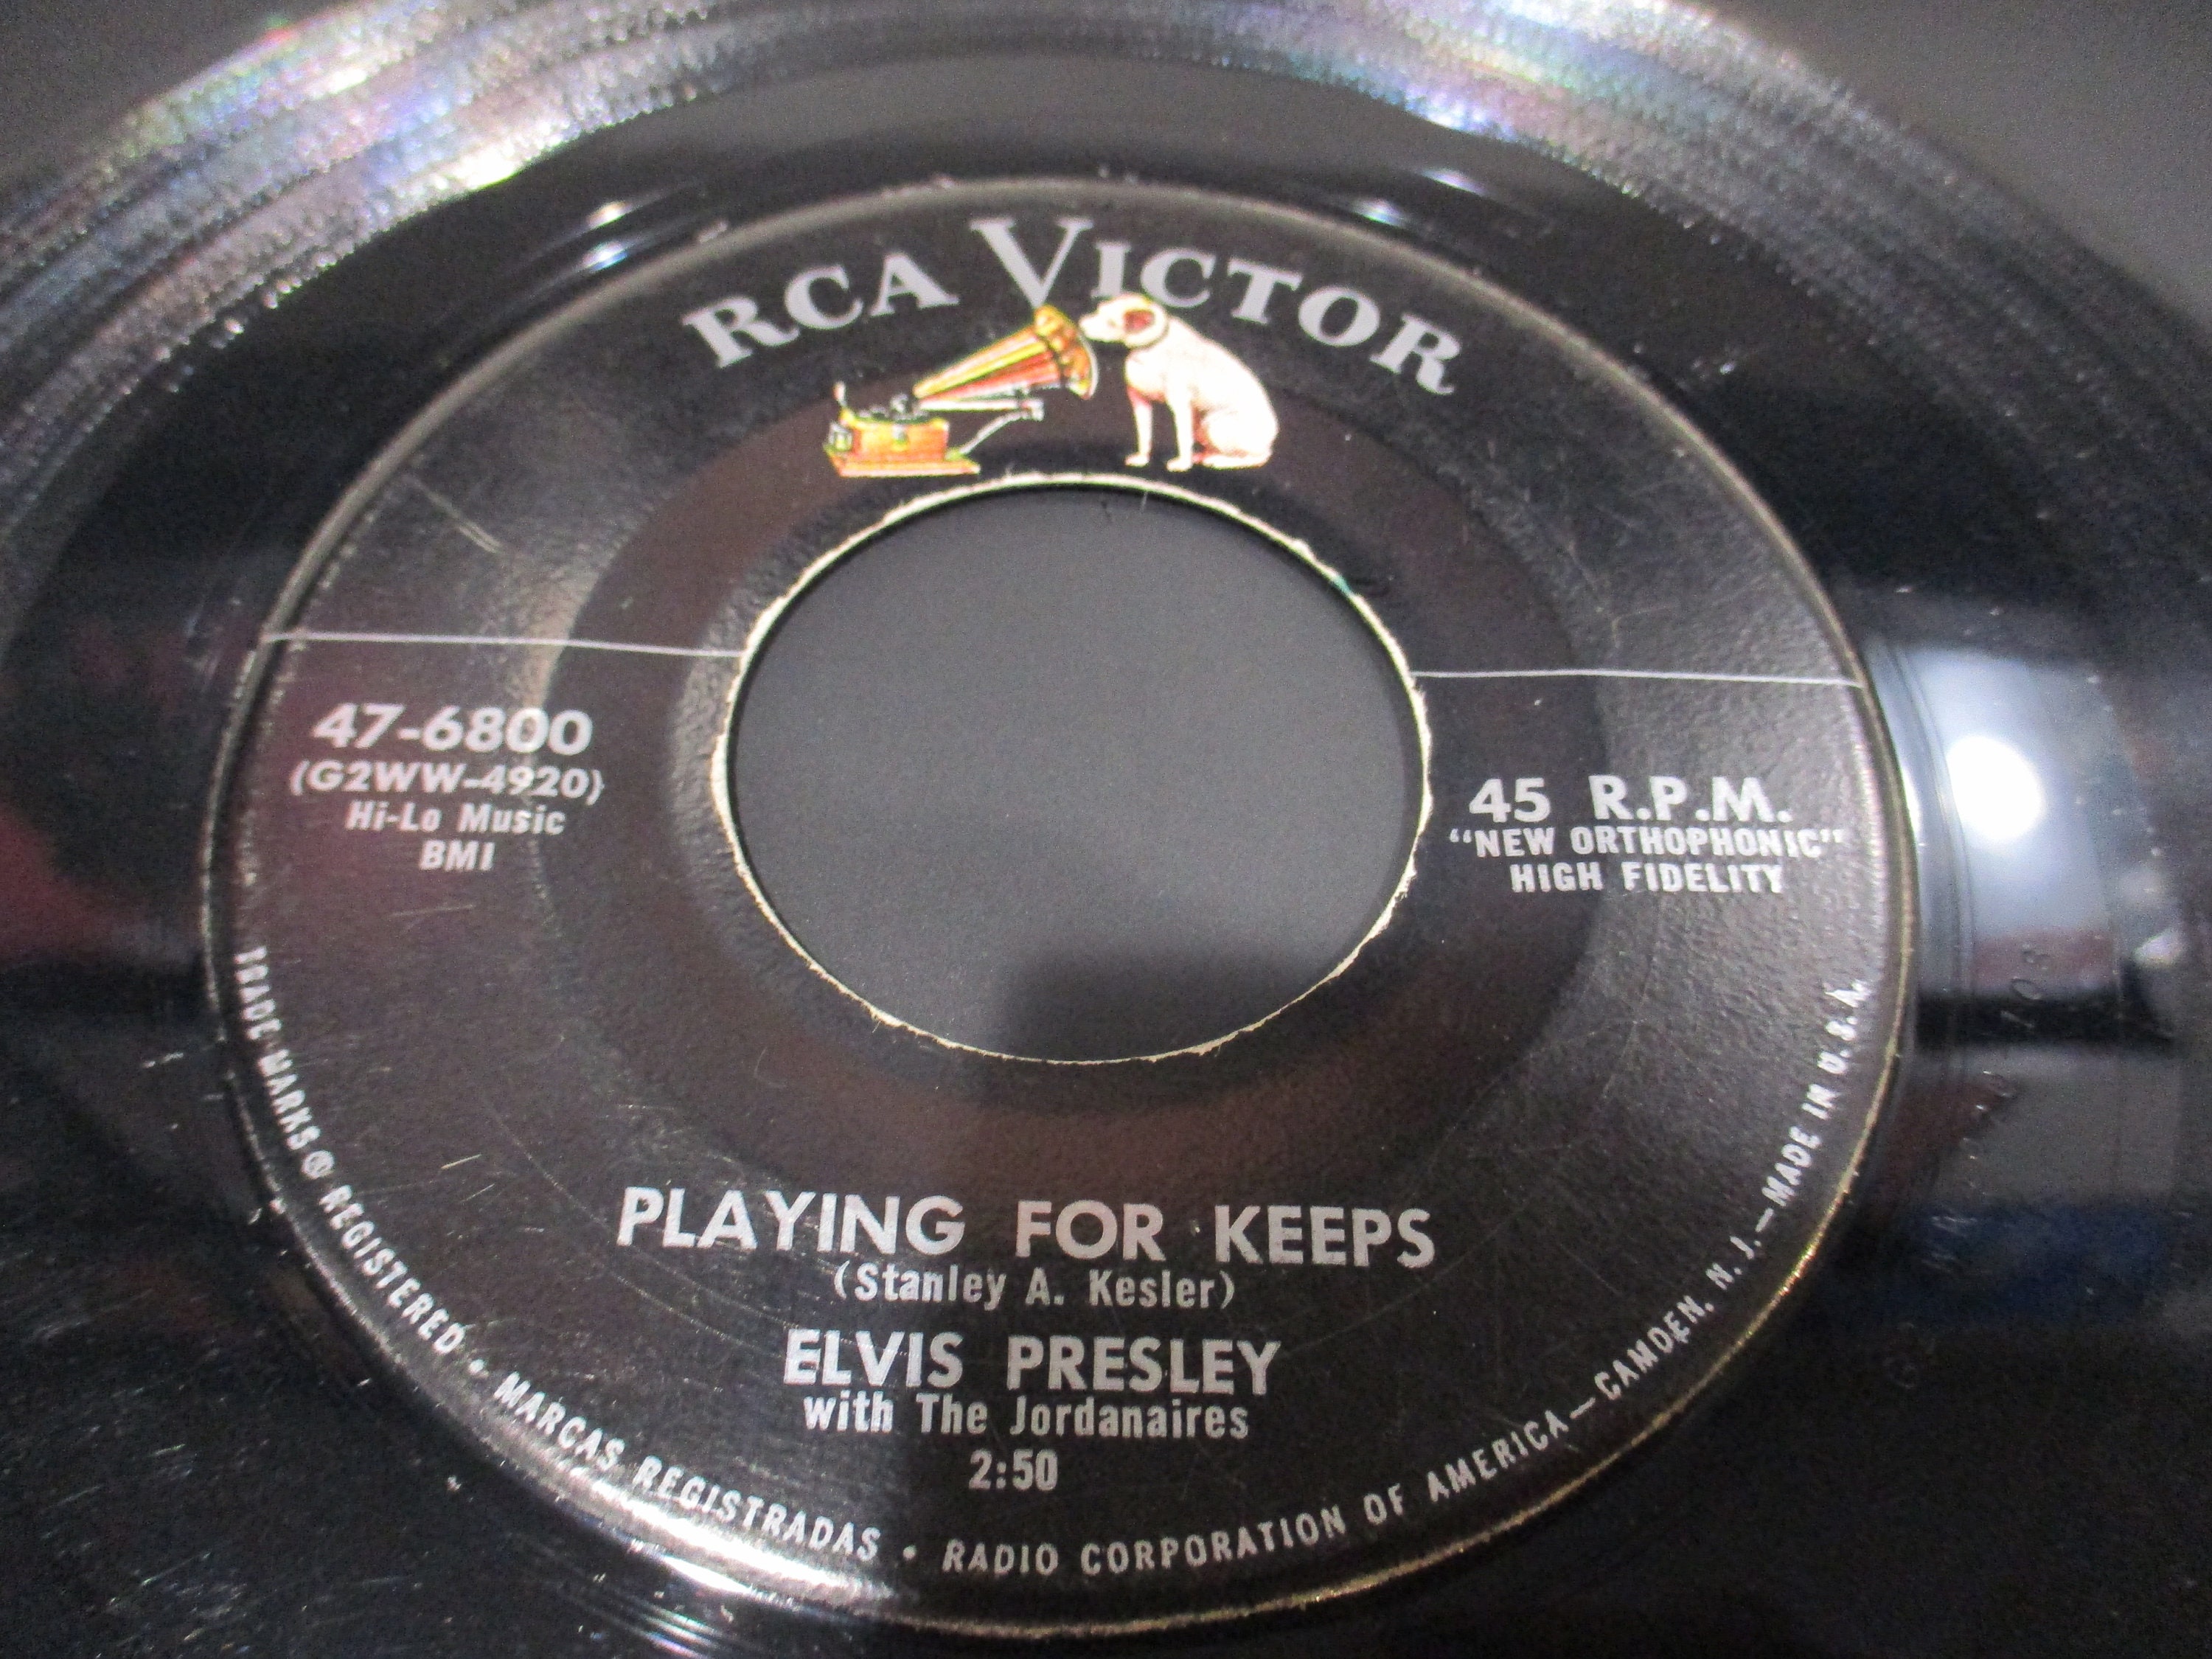 RCA VICTOR
47-6800
(G2WW-4920)
Hi-Lo Music
BMI
45 R.P.M.
"NEW ORTHOPHONIC"
HIGH FIDELITY
PLAYING FOR KEEPS
(Stanley A. Kesler)
ELVIS PRESLEY
with The Jordanaires
2:50
TRADE MARKS ® REGISTERED • MARCAS REGISTRADAS • RADIO CORPORATION OF AMERICA—CAMDEN, N. J.—MADE IN U.S.A.